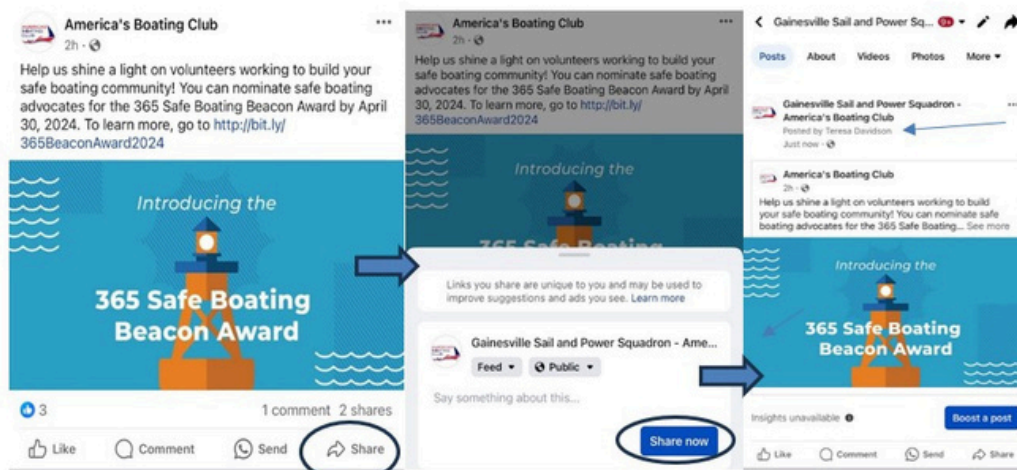 America's Boating Club
2h
Help us shine a light on volunteers working to build your
safe boating community! You can nominate safe boating
advocates for the 365 Safe Boating Beacon Award by April
30, 2024. To learn more, go to http://bit.ly/
365BeaconAward2024
Introducing the
365 Safe Boating
Beacon Award
3
1 comment 2 shares
Like
Comment
Send
Share
America's Boating Club
2h
Help us shine a light on volunteers working to build your
safe boating community! You can nominate safe boating
advocates for the 365 Safe Boating Beacon Award by April
30, 2024. To learn more, go to http://bit.ly/
365BeaconAward2024
Introducing the
365 Safe Boating
Links you share are unique to you and may be used to
improve suggestions and ads you see. Learn more
Gainesville Sail and Power Squadron - Ame...
Feed
Public
Say something about this...
Share now
Gainesville Sail and Power Sq...
Posts
About
Videos
Photos
More
Gainesville Sail and Power Squadron -
America's Boating Club
Posted by Teresa Davidson
Just now
America's Boating Club
2h
Help us shine a light on volunteers working to build
your safe boating community! You can nominate safe
boating advocates for the 365 Safe Boating... See more
Introducing the
365 Safe Boating
Beacon Award
Insights unavailable
Boost a post
Like
Comment
Send
Share